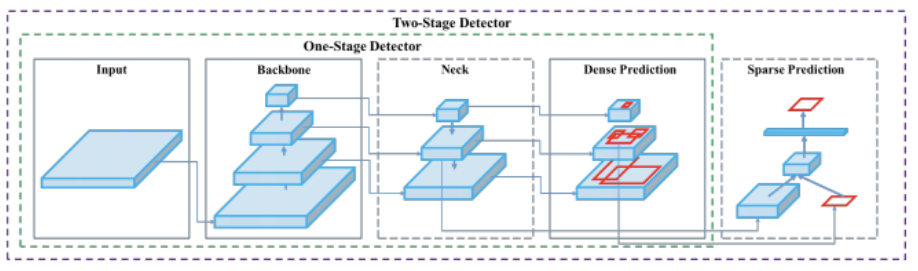 Two-Stage Detector
One-Stage Detector
Input
Backbone
Neck
Dense Prediction
Sparse Prediction